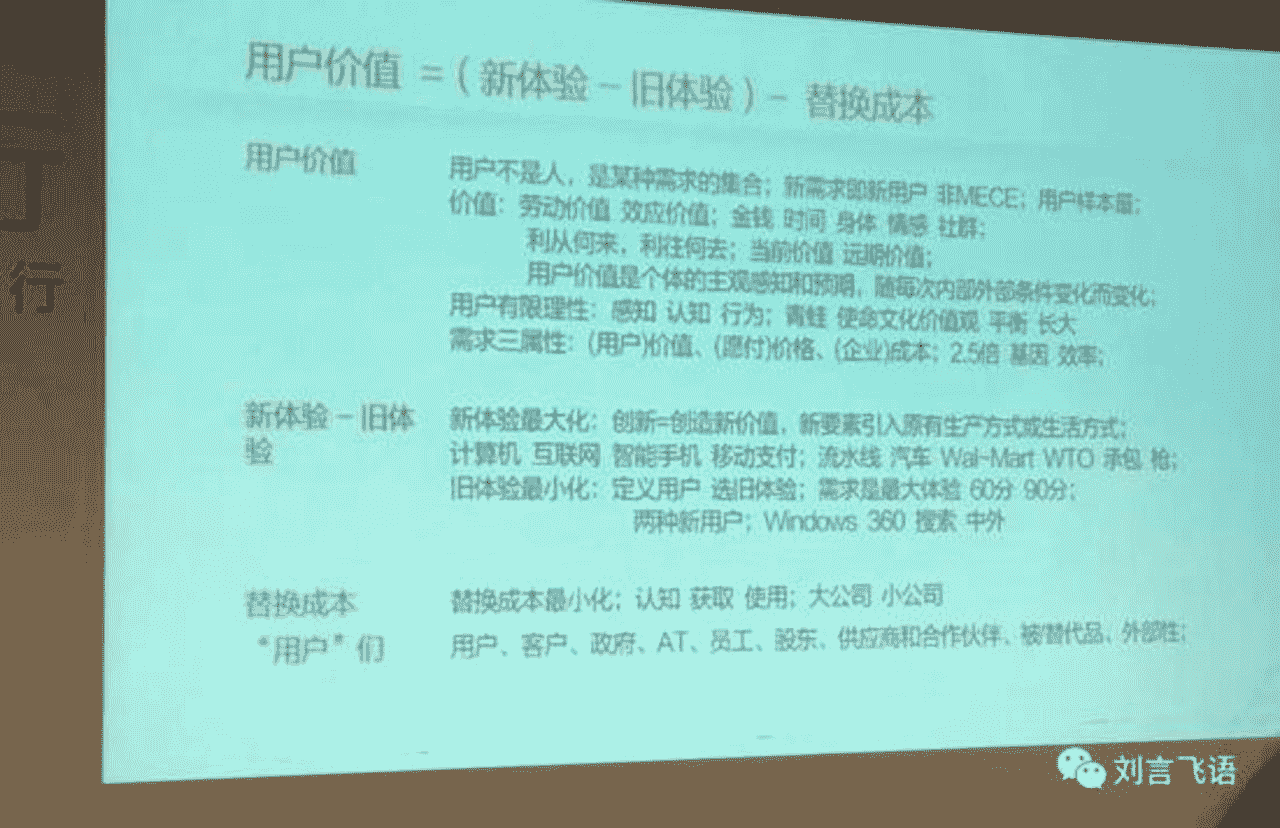 用户价值 =(新体验 - 旧体验)- 替换成本
用户价值
用户不是人，是某种需求的集合；新需求即新用户 非MECE；用户样本量；
价值：劳动价值 效应价值；金钱 时间 身体 情感 社群；
利从何来，利往何去；当前价值 远期价值；
用户价值是个体的主观感知和预期，随每次内部外部条件变化而变化；
用户有限理性：感知 认知 行为；青蛙 使命文化价值观 平衡 长大
需求三属性：(用户)价值、(愿付)价格、(企业)成本；2.5倍 基因 效率；
新体验 - 旧体
验
新体验最大化：创新=创造新价值，新要素引入原有生产方式或生活方式；
计算机 互联网 智能手机 移动支付；流水线 汽车 Wal-Mart WTO 承包 枪；
旧体验最小化：定义用户 选旧体验；需求是最大体验 60分 90分；
两种新用户；Windows 360 搜索 中外
替换成本
替换成本最小化；认知 获取 使用；大公司 小公司
"用户"们
用户、客户、政府、AT、员工、股东、供应商和合作伙伴、被替代品、外部性；
行
刘言飞语